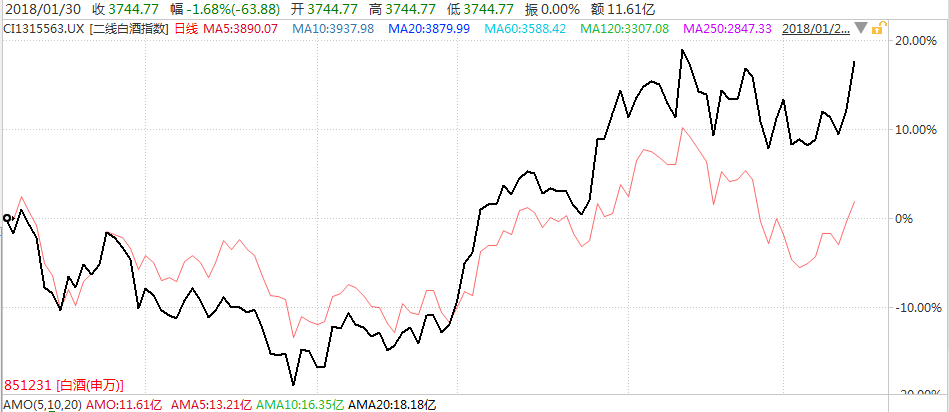 2018/01/30 收 3744.77 幅 -1.68%(-63.88) 开 3744.77 高 3744.77 低 3744.77 振 0.00% 额 11.61亿
CI1315563.UX [二线白酒指数] 日线 MA5:3890.07 MA10:3937.98 MA20:3879.99 MA60:3588.42 MA120:3307.08 MA250:2847.33 2018/01/2...
20.00%
10.00%
0%
-10.00%
851231 [白酒(申万)]
-20.00%
AMO(5,10,20) AMO:11.61亿 AMA5:13.21亿 AMA10:16.35亿 AMA20:18.18亿